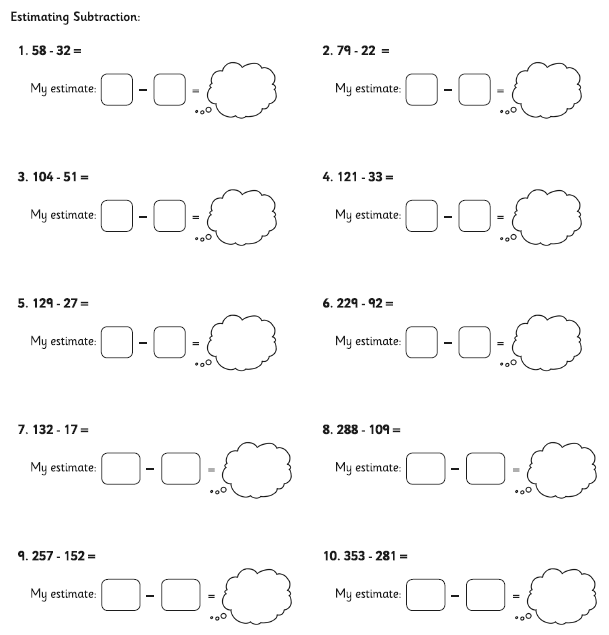 Estimating Subtraction:
1. 58 - 32 =
My estimate: – =
2. 79 - 22 =
My estimate: – =
3. 104 - 51 =
My estimate: – =
4. 121 - 33 =
My estimate: – =
5. 129 - 27 =
My estimate: – =
6. 229 - 92 =
My estimate: – =
7. 132 - 17 =
My estimate: – =
8. 288 - 109 =
My estimate: – =
9. 257 - 152 =
My estimate: – =
10. 353 - 281 =
My estimate: – =